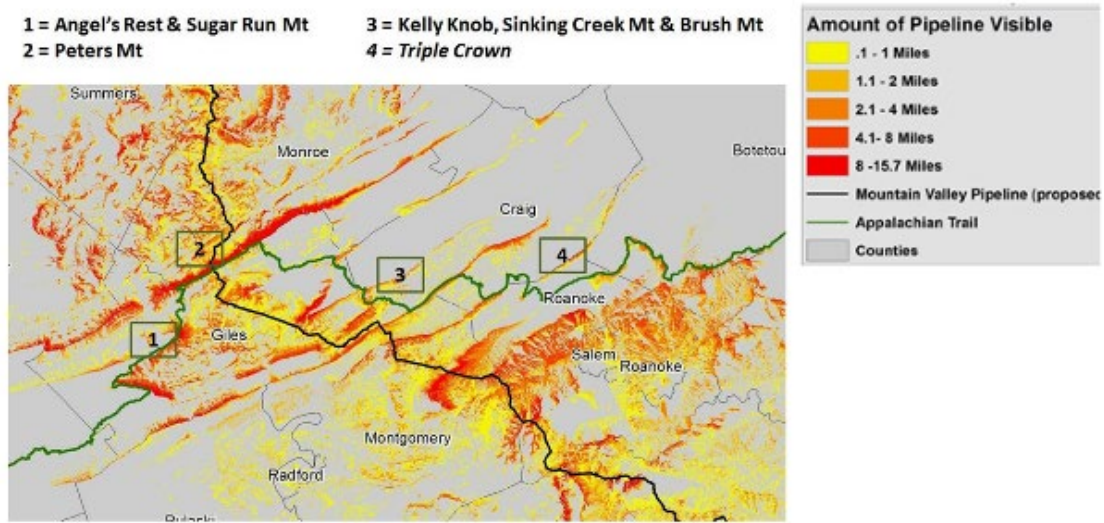 1 = Angel's Rest & Sugar Run Mt
2 = Peters Mt
3 = Kelly Knob, Sinking Creek Mt & Brush Mt
4 = Triple Crown
Amount of Pipeline Visible
.1 - 1 Miles
1.1 - 2 Miles
2.1 - 4 Miles
4.1- 8 Miles
8 -15.7 Miles
Mountain Valley Pipeline (proposed
Appalachian Trail
Counties
Summers
Monroe
Botetou
Craig
2
4
3
Roanoke
1
Giles
Salem
Roanoke
Montgomery
Radford
Pulaski